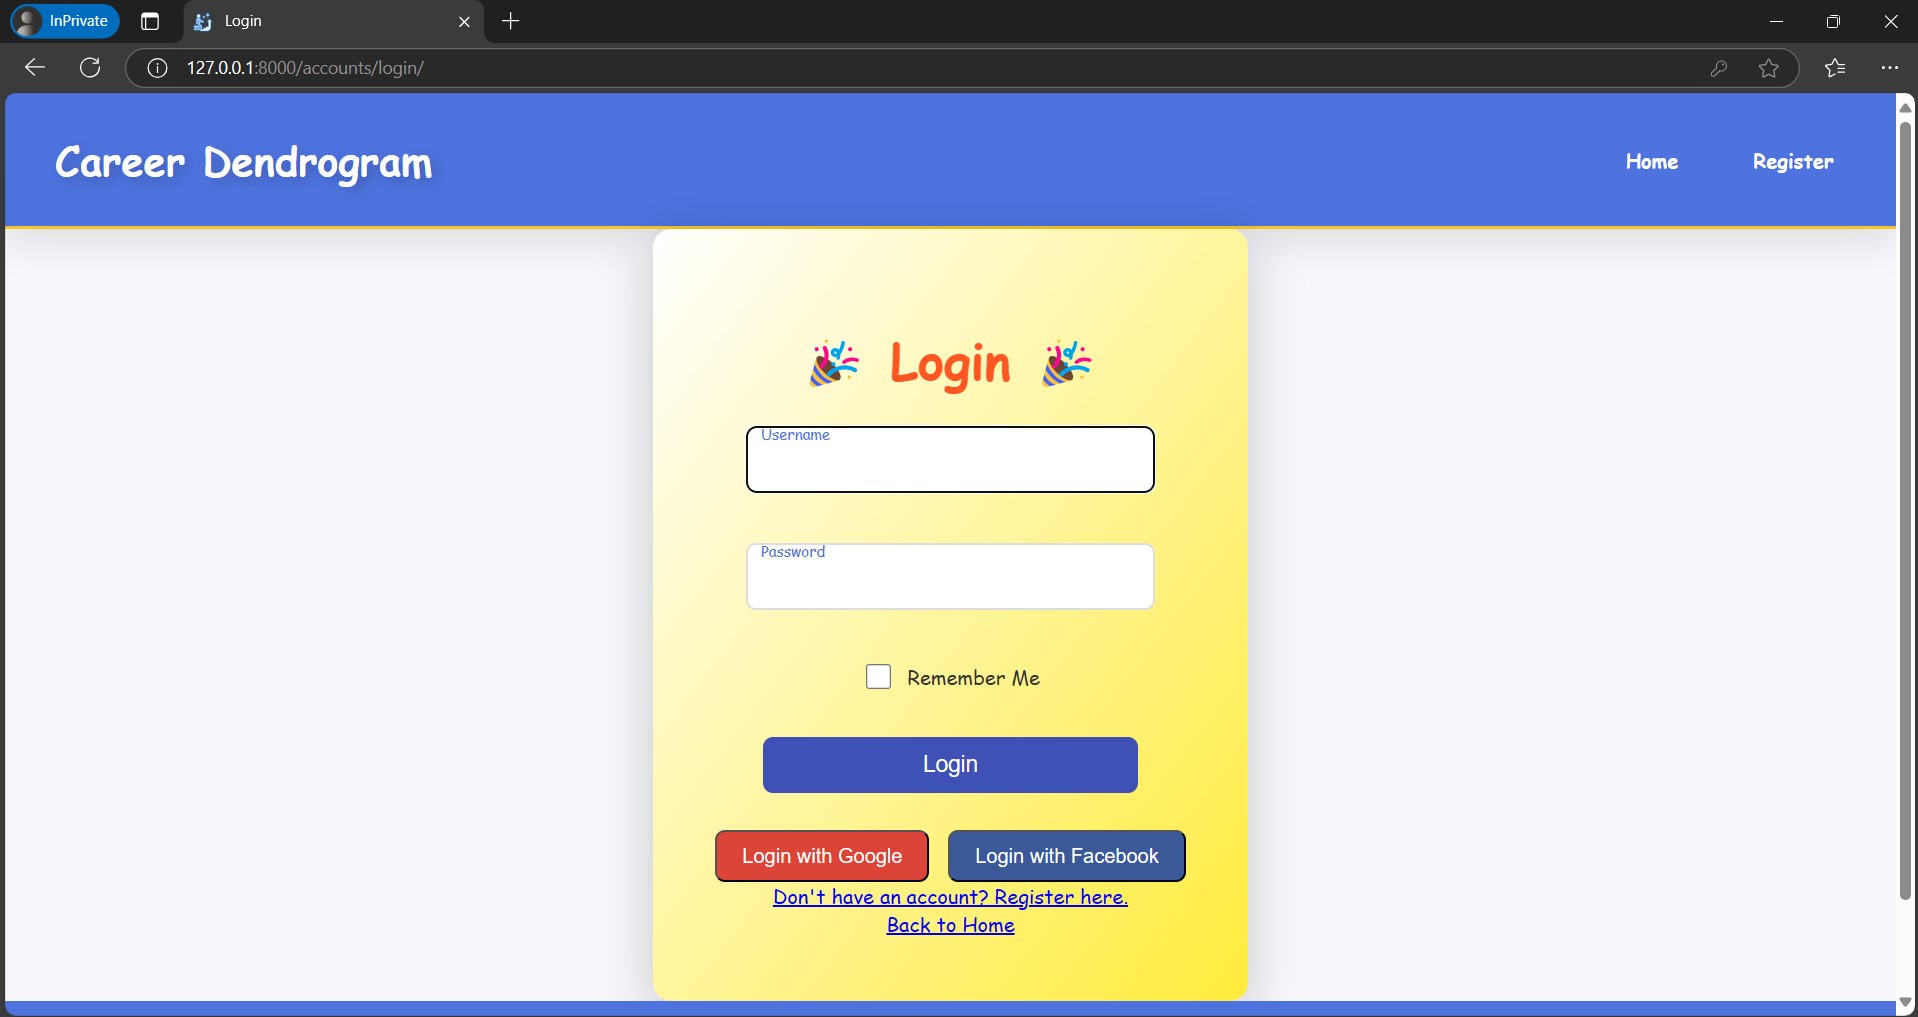 InPrivate
Login
127.0.0.1:8000/accounts/login/
Career Dendrogram
Home
Register
Login
Username
Password
Remember Me
Login
Login with Google
Login with Facebook
Don't have an account? Register here.
Back to Home